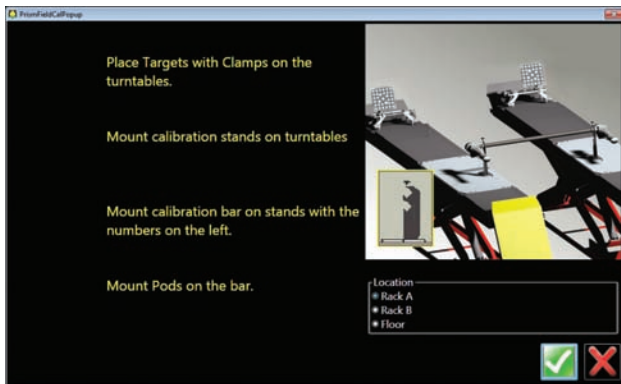 PrismFieldCalPopup
Place Targets with Clamps on the
turntables.
Mount calibration stands on turntables
Mount calibration bar on stands with the
numbers on the left.
Mount Pods on the bar.
Location
Rack A
Rack B
Floor